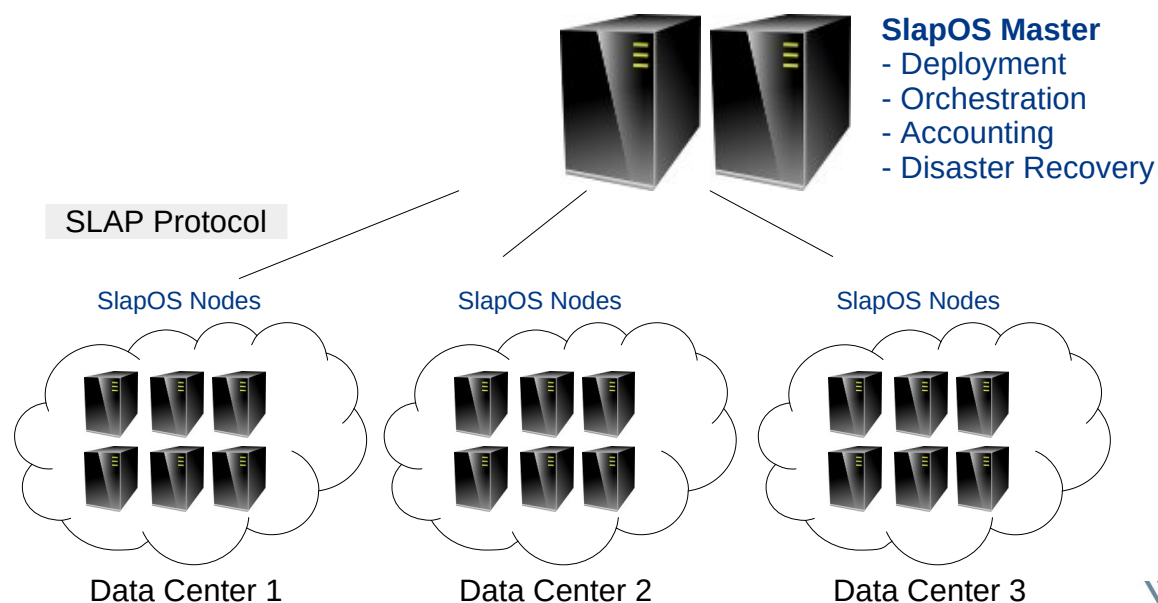 SlapOS Master
- Deployment
- Orchestration
- Accounting
- Disaster Recovery
SLAP Protocol
SlapOS Nodes
SlapOS Nodes
SlapOS Nodes
Data Center 1
Data Center 2
Data Center 3